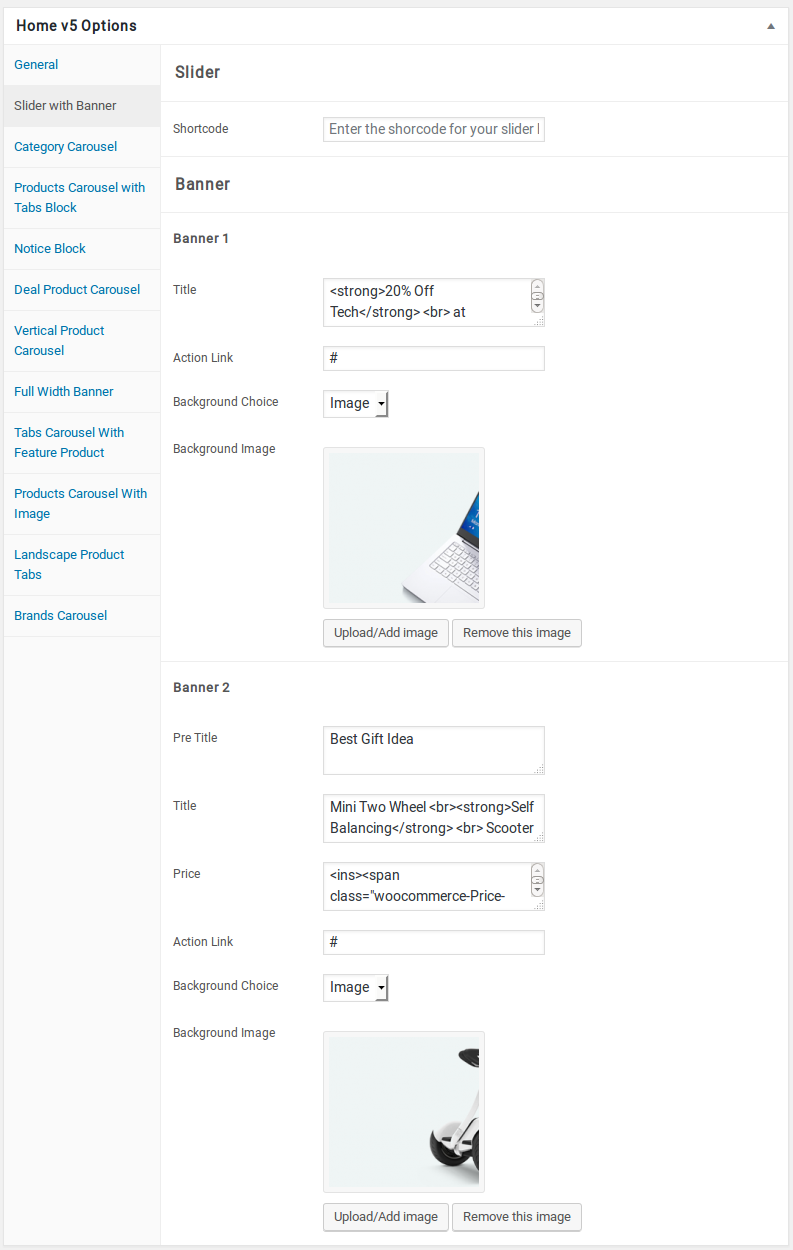 Home v5 Options
General
Slider with Banner
Category Carousel
Products Carousel with
Tabs Block
Notice Block
Deal Product Carousel
Vertical Product
Carousel
Full Width Banner
Tabs Carousel With
Feature Product
Products Carousel With
Image
Landscape Product
Tabs
Brands Carousel
Slider
Shortcode
Enter the shorcode for your slider
Banner
Banner 1
Title
<strong>20% Off
Tech</strong> <br> at
Action Link
#
Background Choice
Image
Background Image
Upload/Add image
Remove this image
Banner 2
Pre Title
Best Gift Idea
Title
Mini Two Wheel <br><strong>Self
Balancing</strong> <br> Scooter
Price
<ins><span
class="woocommerce-Price-
Action Link
#
Background Choice
Image
Background Image
Upload/Add image
Remove this image